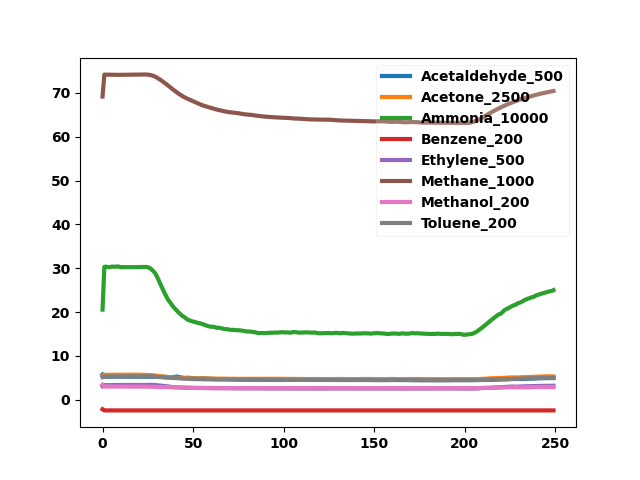 70
60
50
40
30
20
10
0
0
50
100
150
200
250
Acetaldehyde_500
Acetone_2500
Ammonia_10000
Benzene_200
Ethylene_500
Methane_1000
Methanol_200
Toluene_200